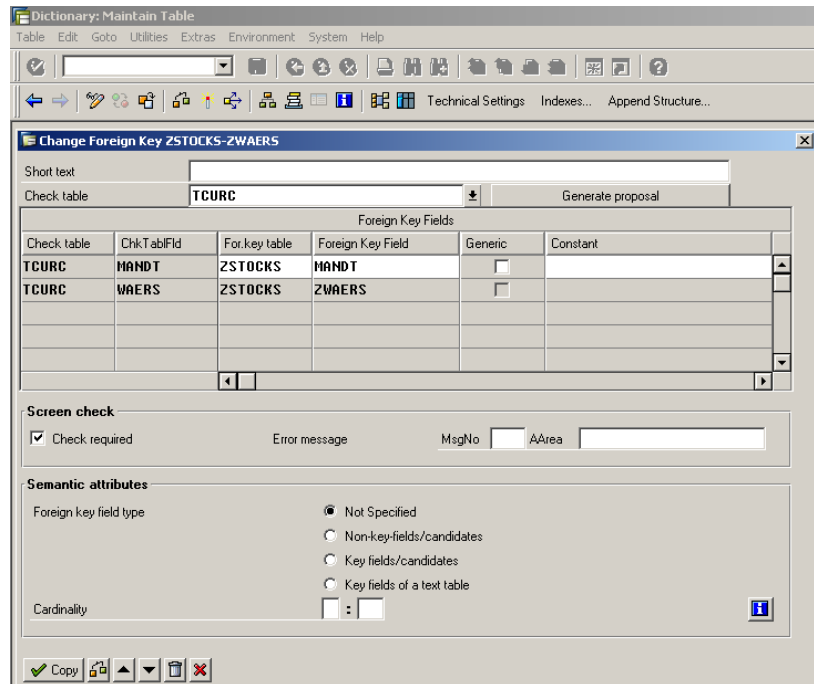 Dictionary: Maintain Table
Table Edit Goto Utilities Extras Environment System Help
Technical Settings Indexes... Append Structure...
Change Foreign Key ZSTOCKS-ZWAERS
Short text
Check table TCURC Generate proposal
Foreign Key Fields
Check table ChkTablFld For.key table Foreign Key Field Generic Constant
TCURC MANDT ZSTOCKS MANDT
TCURC WAERS ZSTOCKS ZWAERS
Screen check
Check required Error message MsgNo AArea
Semantic attributes
Foreign key field type Not Specified
Non-key-fields/candidates
Key fields/candidates
Key fields of a text table
Cardinality :
Copy